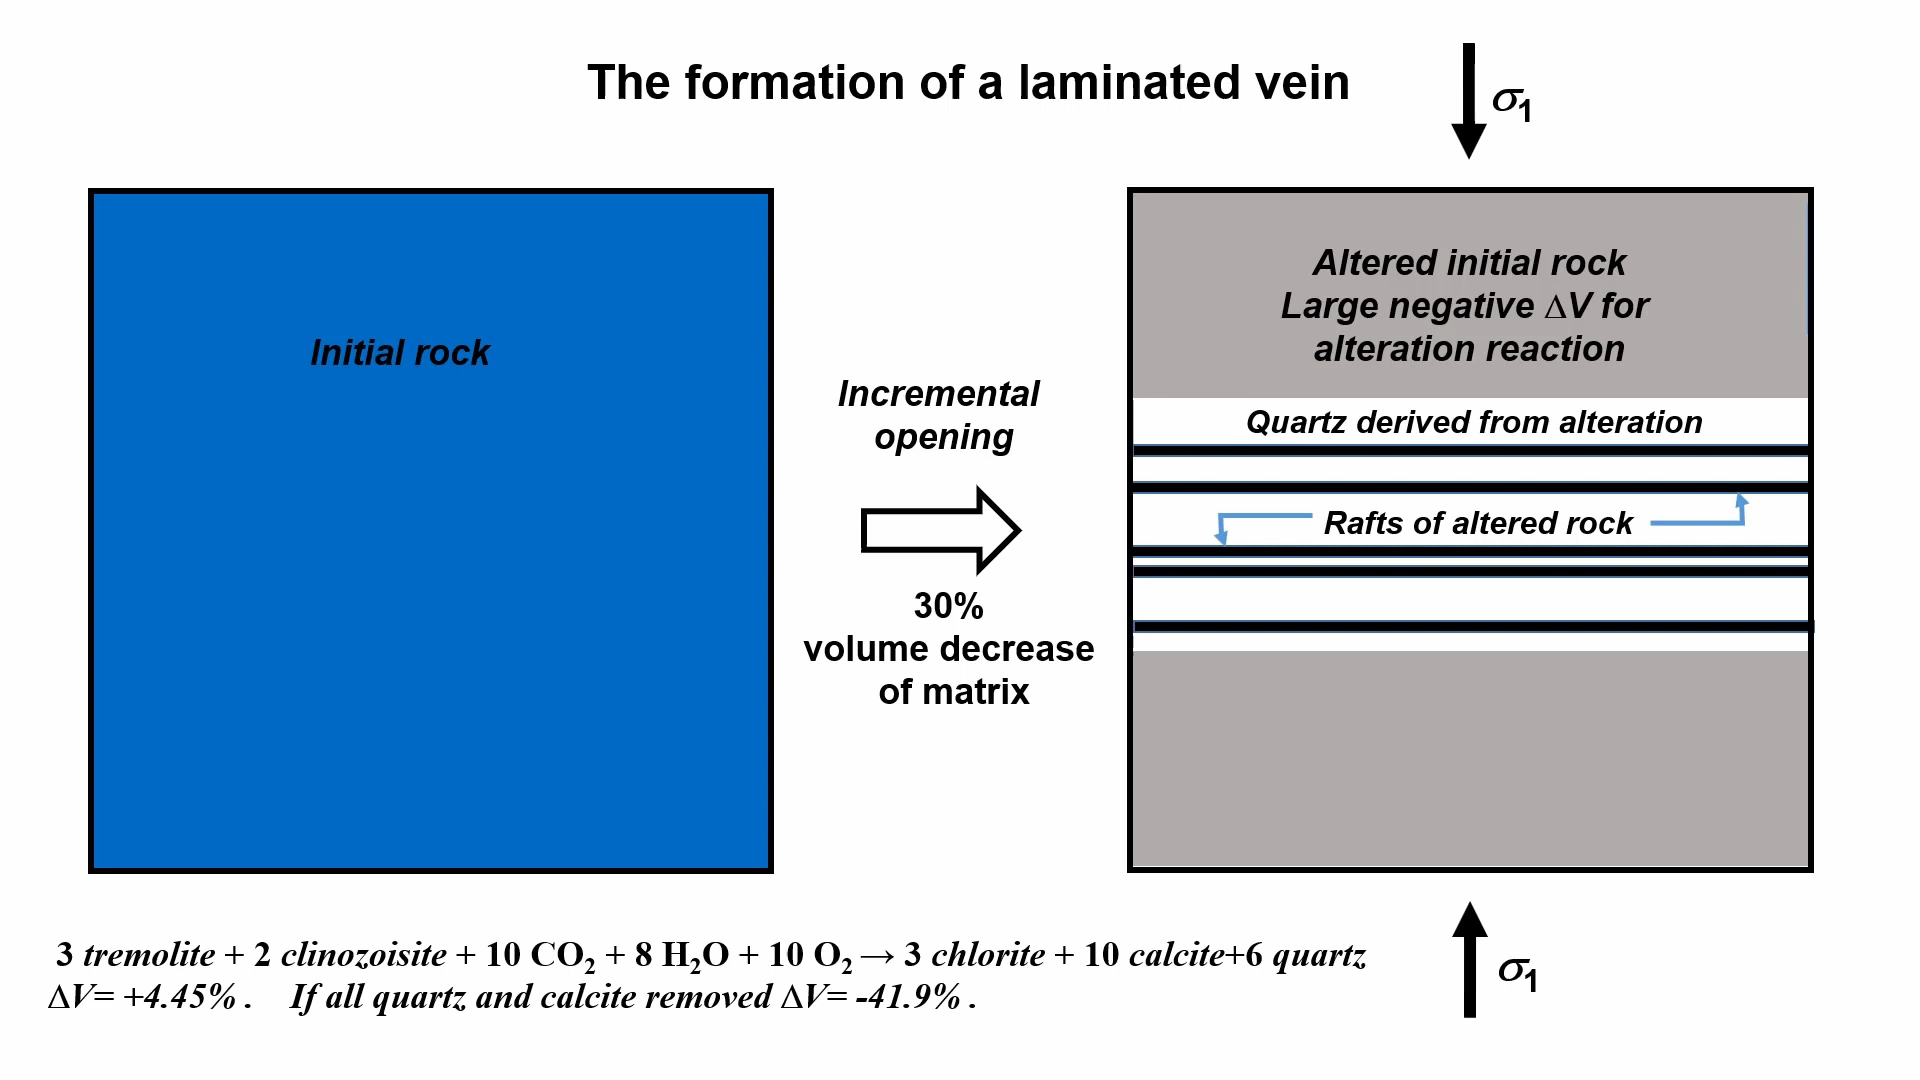 The formation of a laminated vein
σ1
Initial rock
Incremental
opening
30%
volume decrease
of matrix
Altered initial rock
Large negative ΔV for
alteration reaction
Quartz derived from alteration
Rafts of altered rock
3 tremolite + 2 clinozoisite + 10 CO₂ + 8 H₂O + 10 O₂ → 3 chlorite + 10 calcite+6 quartz
ΔV= +4.45% . If all quartz and calcite removed ΔV= -41.9% .
σ1